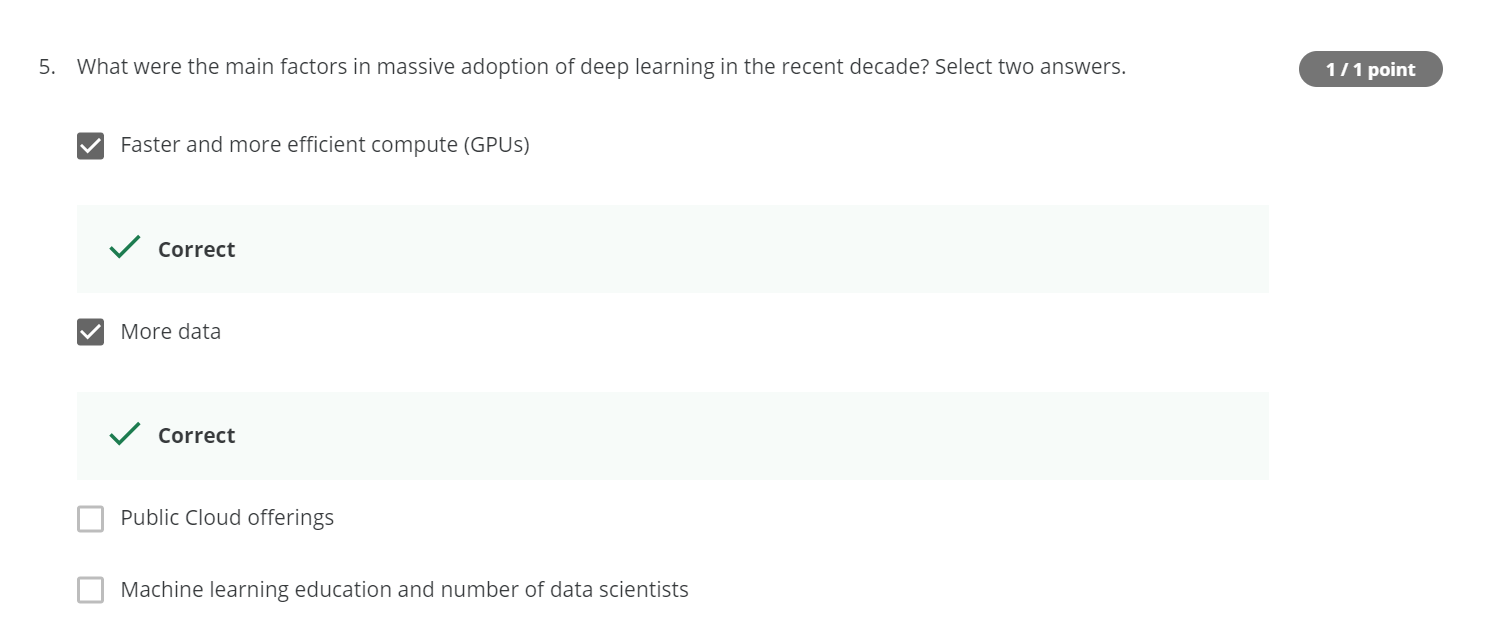 5. What were the main factors in massive adoption of deep learning in the recent decade? Select two answers.
1 / 1 point
Faster and more efficient compute (GPUs)
Correct
More data
Correct
Public Cloud offerings
Machine learning education and number of data scientists